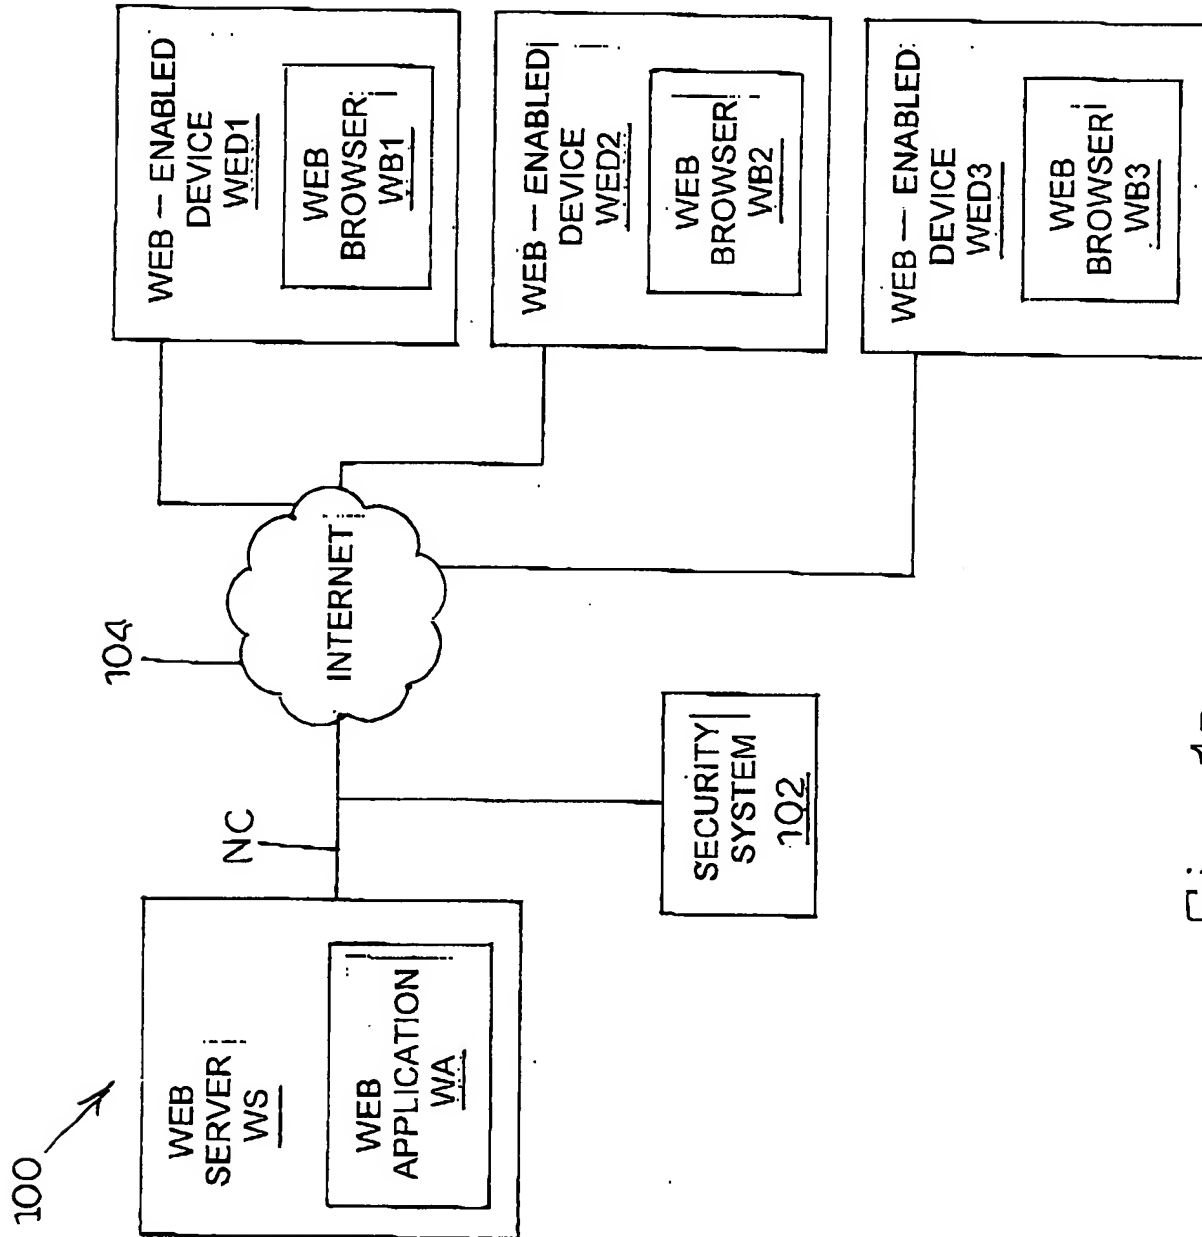 100
WEB
SERVER
WS
WEB
APPLICATION
WA
NC
104
INTERNET
SECURITY
SYSTEM
102
WEB — ENABLED
DEVICE
WED1
WEB
BROWSER
WB1
WEB — ENABLED
DEVICE
WED2
WEB
BROWSER
WB2
WEB — ENABLED
DEVICE
WED3
WEB
BROWSER
WB3